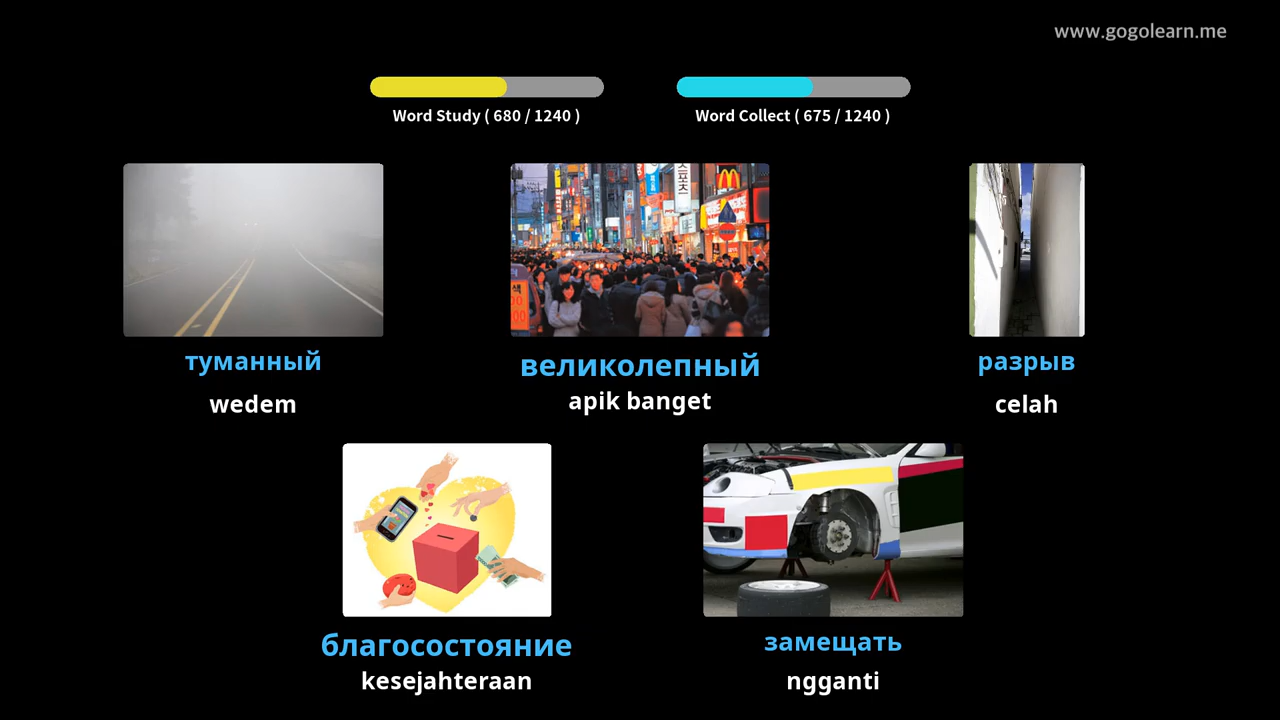 www.gogolearn.me
Word Study ( 680 / 1240 )
Word Collect ( 675 / 1240 )
туманный
великолепный
разрыв
wedem
apik banget
celah
благосостояние
замещать
kesejahteraan
ngganti